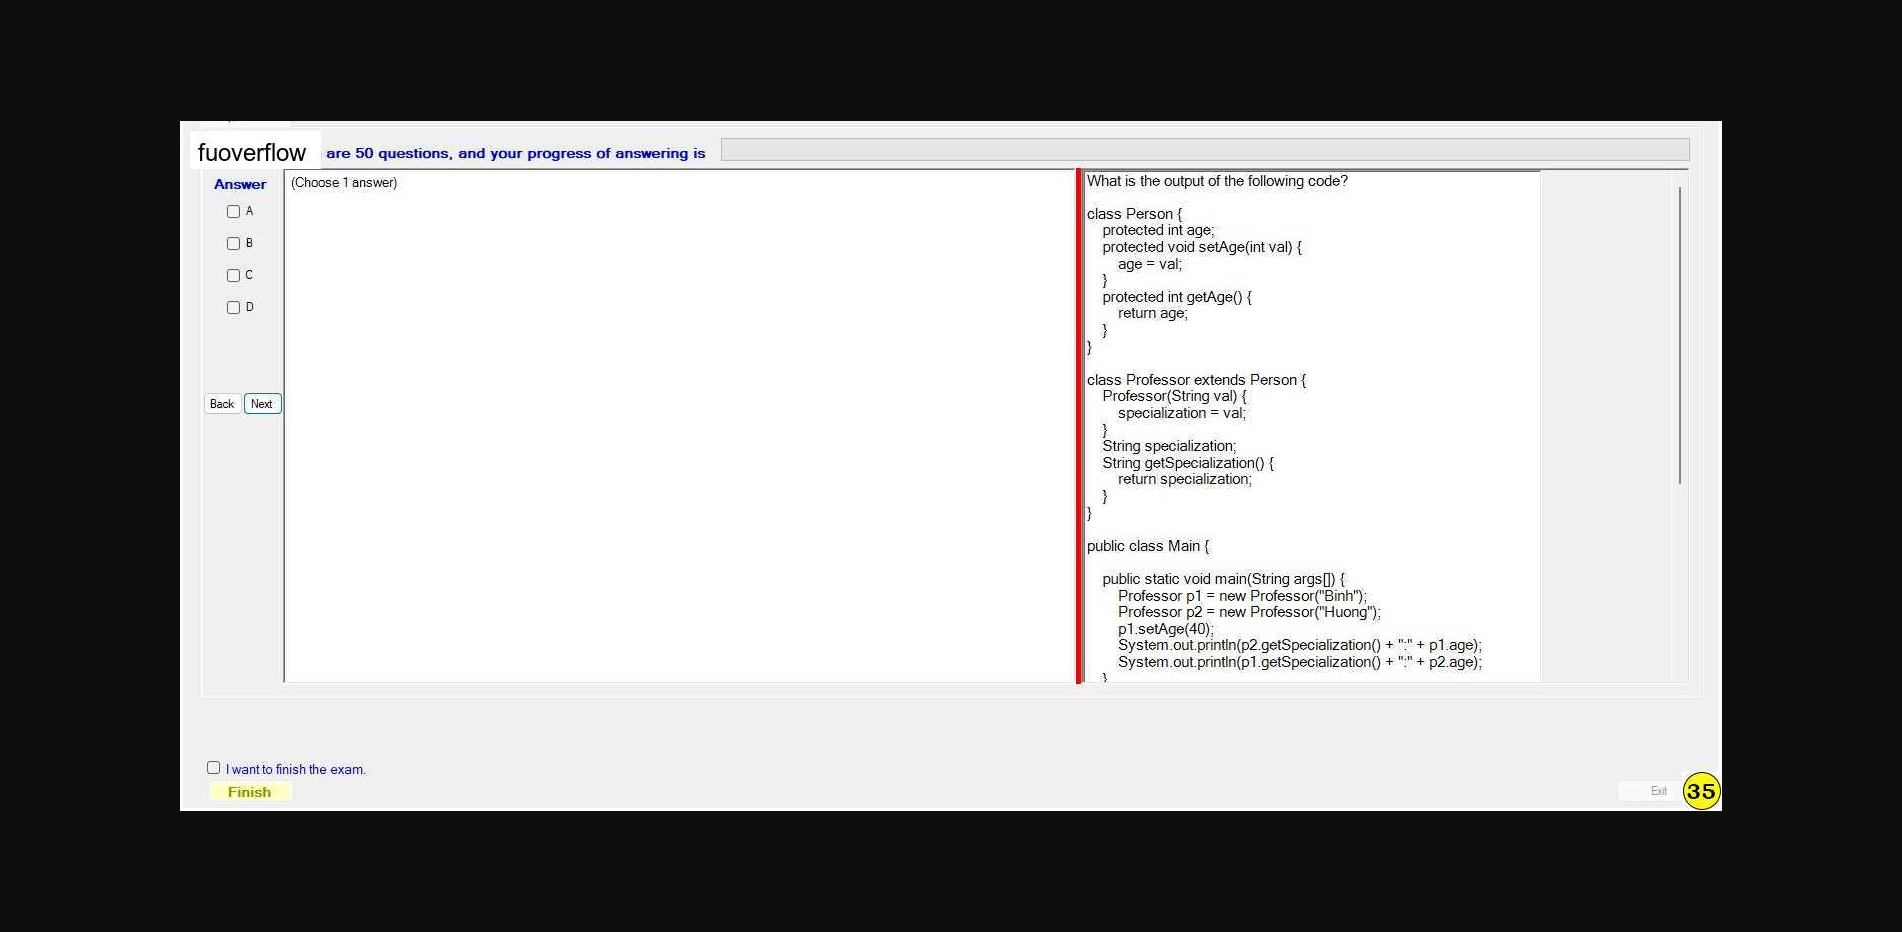 fuoverflow are 50 questions, and your progress of answering is
Answer
A
B
C
D
Back Next
(Choose 1 answer)
What is the output of the following code?
class Person {
protected int age;
protected void setAge(int val) {
age = val;
}
protected int getAge() {
return age;
}
}
class Professor extends Person {
Professor(String val) {
specialization = val;
}
String specialization;
String getSpecialization() {
return specialization;
}
}
public class Main {
public static void main(String args[]) {
Professor p1 = new Professor("Binh");
Professor p2 = new Professor("Huong");
p1.setAge(40);
System.out.println(p2.getSpecialization() + ":" + p1.age);
System.out.println(p1.getSpecialization() + ":" + p2.age);
}
I want to finish the exam.
Finish
Exit
35